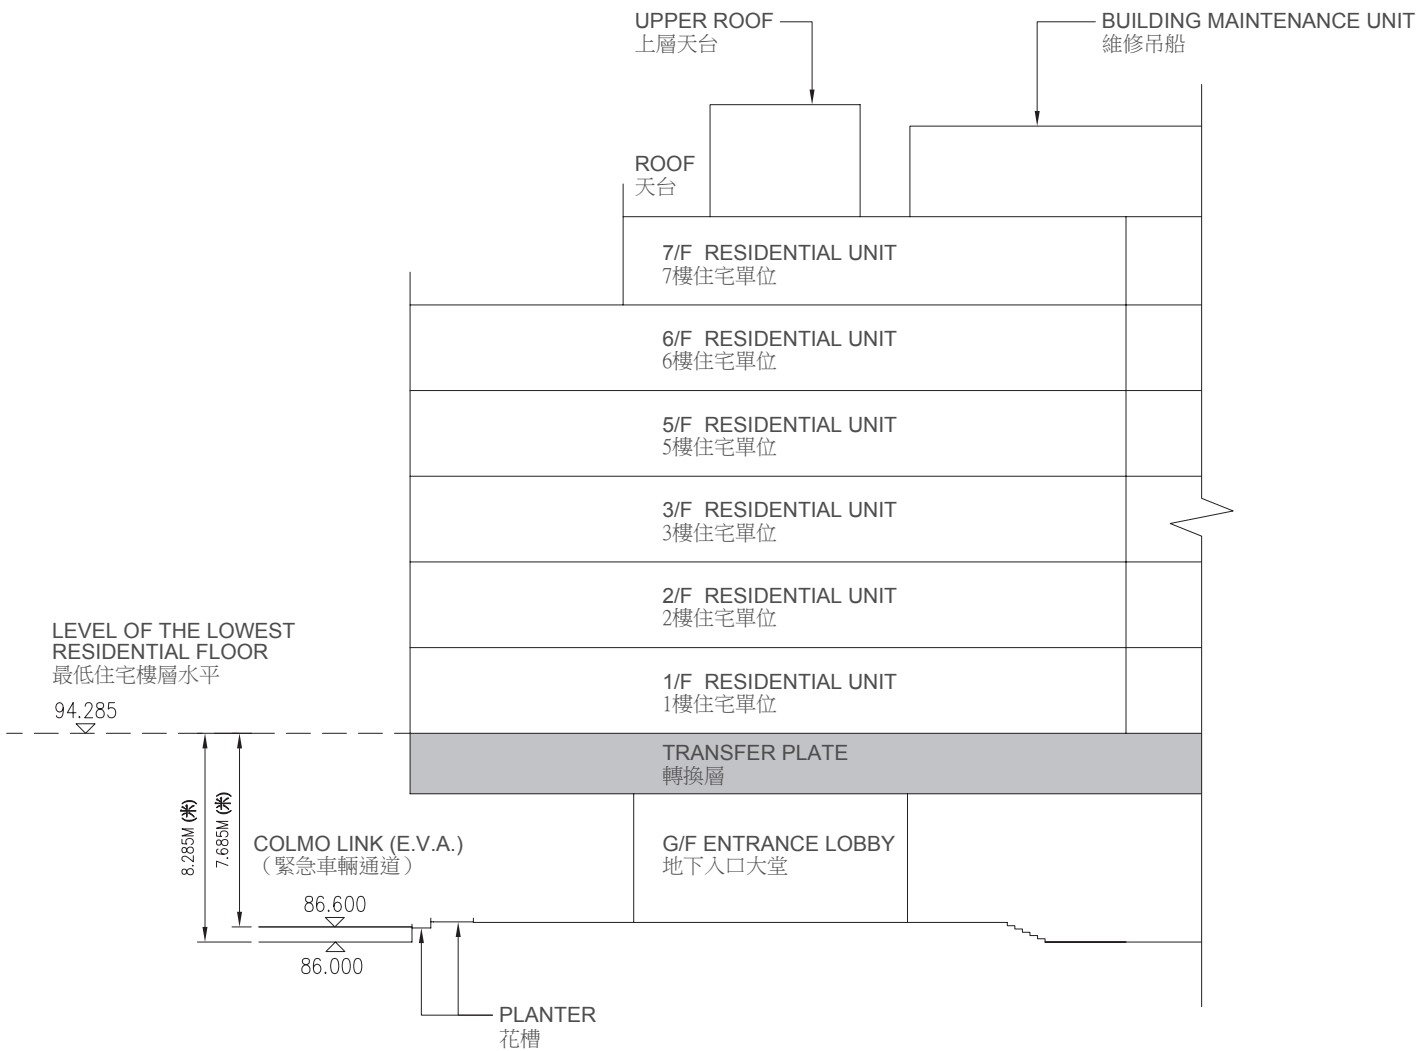 UPPER ROOF
上層天台
BUILDING MAINTENANCE UNIT
維修吊船
ROOF
天台
7/F RESIDENTIAL UNIT
7樓住宅單位
6/F RESIDENTIAL UNIT
6樓住宅單位
5/F RESIDENTIAL UNIT
5樓住宅單位
3/F RESIDENTIAL UNIT
3樓住宅單位
2/F RESIDENTIAL UNIT
2樓住宅單位
LEVEL OF THE LOWEST
RESIDENTIAL FLOOR
最低住宅樓層水平
94.285
1/F RESIDENTIAL UNIT
1樓住宅單位
TRANSFER PLATE
轉換層
8.285M (米)
7.685M (米)
COLMO LINK (E.V.A.)
（緊急車輛通道）
G/F ENTRANCE LOBBY
地下入口大堂
86.600
86.000
PLANTER
花槽